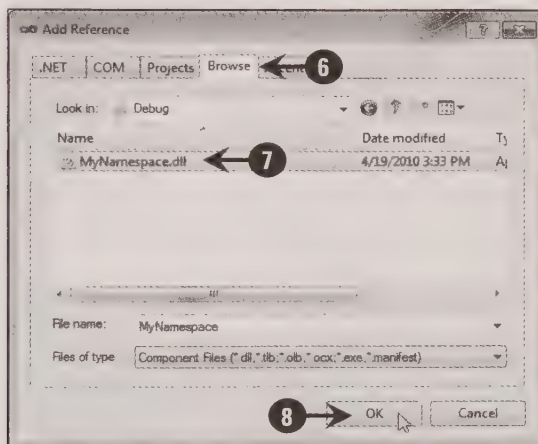 Add Reference
.NET COM Projects Browse 6
Look in: Debug
Name Date modified
MyNamespace.dll 7 4/19/2010 3:33 PM
File name: MyNamespace
Files of type Component Files (*.dll;*.tlb;*.olb;*.ocx;*.exe;*.manifest)
8 OK Cancel